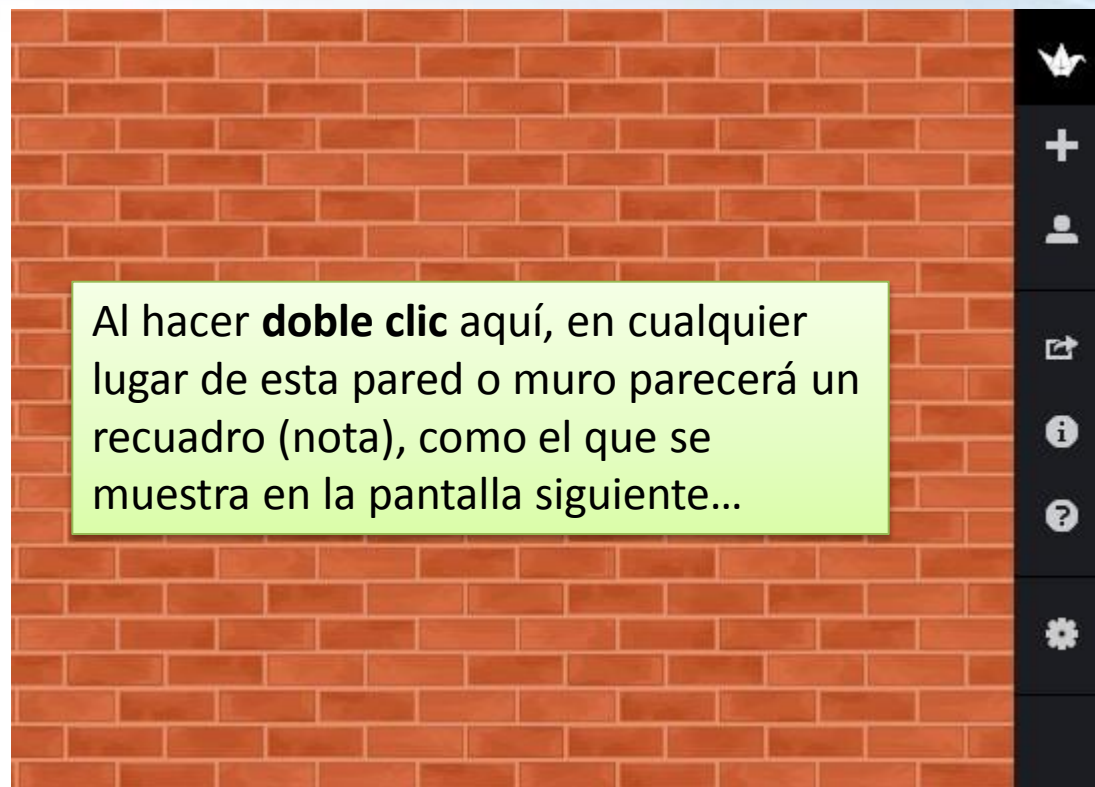 Al hacer doble clic aquí, en cualquier
lugar de esta pared o muro parecerá un
recuadro (nota), como el que se
muestra en la pantalla siguiente…